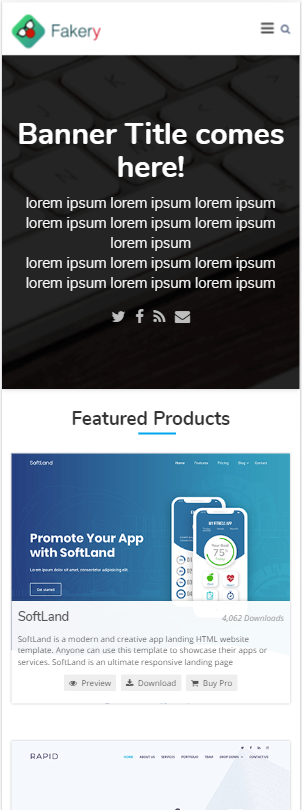 Fakery
Banner Title comes
here!
lorem ipsum lorem ipsum lorem ipsum
lorem ipsum lorem ipsum lorem ipsum
lorem ipsum
lorem ipsum lorem ipsum lorem ipsum
lorem ipsum lorem ipsum lorem ipsum
Featured Products
SoftLand
Home Features Pricing Blog Contact
Promote Your App
with SoftLand
Lorem ipsum dolor sit amet, consectetur adipisicing elit.
Get started
75
SoftLand
4,062 Downloads
SoftLand is a modern and creative app landing HTML website
template. Anyone can use this template to showcase their apps or
services. SoftLand is an ultimate responsive landing page
Preview Download Buy Pro
RAPID
HOME ABOUT US SERVICES PORTFOLIO TEAM DROP DOWN CONTACT US